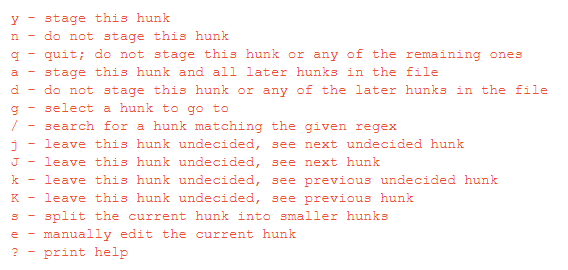 y - stage this hunk
n - do not stage this hunk
q - quit; do not stage this hunk or any of the remaining ones
a - stage this hunk and all later hunks in the file
d - do not stage this hunk or any of the later hunks in the file
g - select a hunk to go to
/ - search for a hunk matching the given regex
j - leave this hunk undecided, see next undecided hunk
J - leave this hunk undecided, see next hunk
k - leave this hunk undecided, see previous undecided hunk
K - leave this hunk undecided, see previous hunk
s - split the current hunk into smaller hunks
e - manually edit the current hunk
? - print help